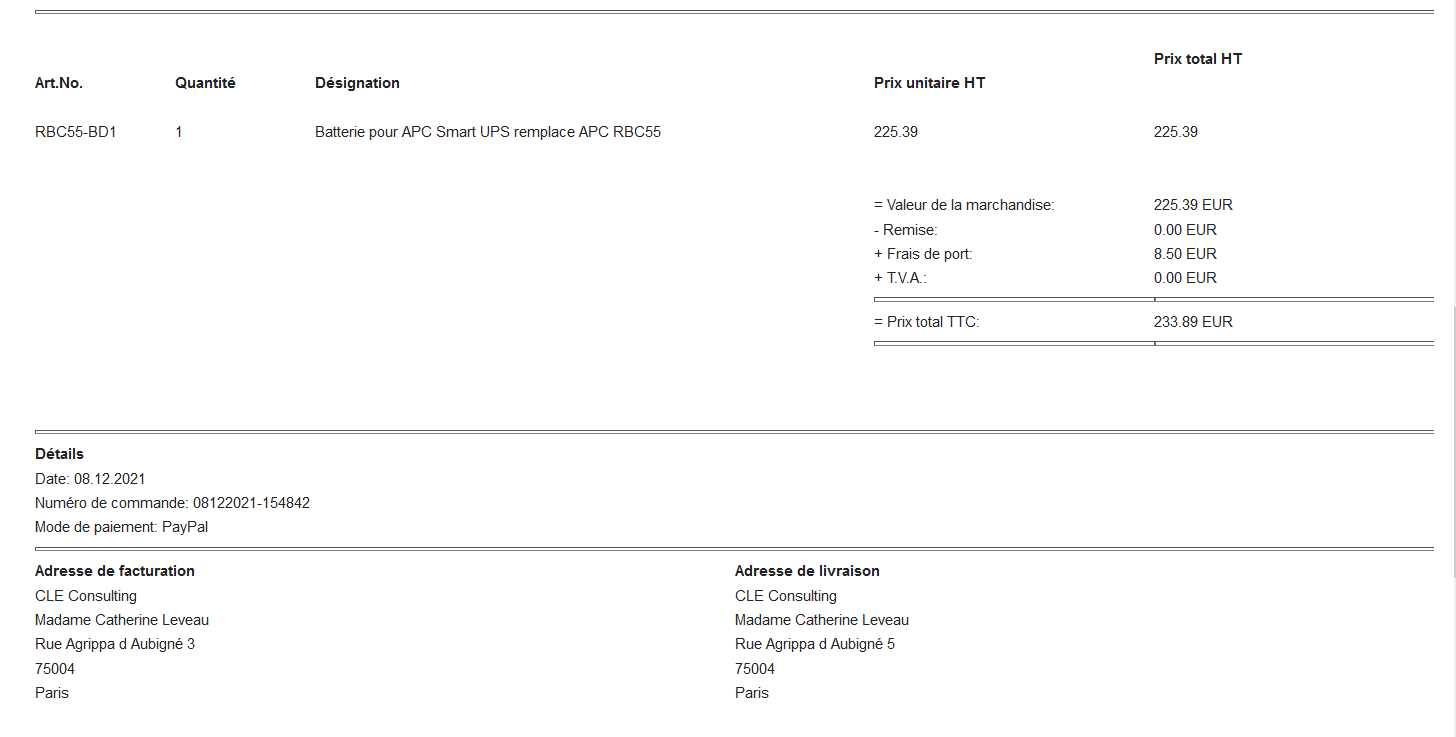 Prix total HT
Art.No. Quantité Désignation Prix unitaire HT
RBC55-BD1 1 Batterie pour APC Smart UPS remplace APC RBC55 225.39 225.39
= Valeur de la marchandise: 225.39 EUR
- Remise: 0.00 EUR
+ Frais de port: 8.50 EUR
+ T.V.A.: 0.00 EUR
= Prix total TTC: 233.89 EUR
Détails
Date: 08.12.2021
Numéro de commande: 08122021-154842
Mode de paiement: PayPal
Adresse de facturation
CLE Consulting
Madame Catherine Leveau
Rue Agrippa d Aubigné 3
75004
Paris
Adresse de livraison
CLE Consulting
Madame Catherine Leveau
Rue Agrippa d Aubigné 5
75004
Paris